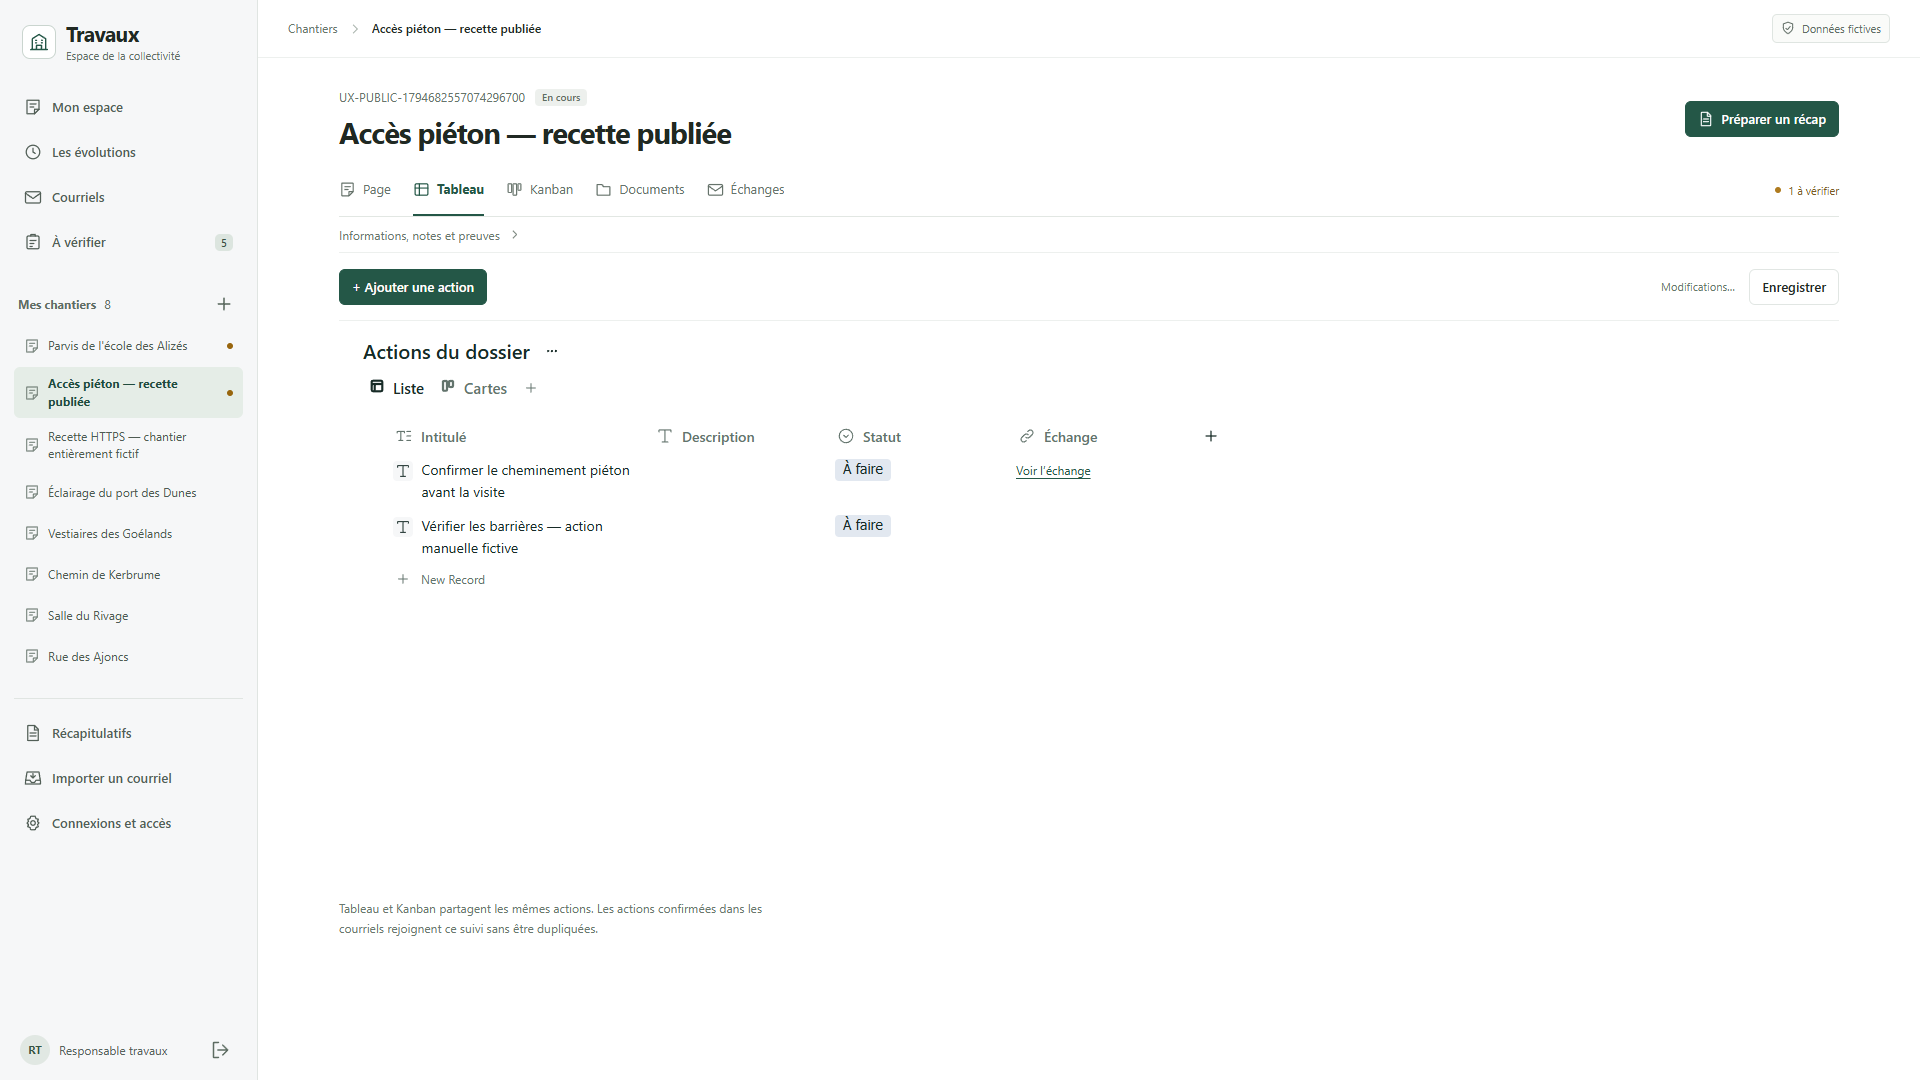 Travaux
Espace de la collectivité
Mon espace
Les évolutions
Courriels
À vérifier 5
Mes chantiers 8
Parvis de l'école des Alizés
Accès piéton — recette
publiée
Recette HTTPS — chantier
entièrement fictif
Éclairage du port des Dunes
Vestiaires des Goélands
Chemin de Kerbrume
Salle du Rivage
Rue des Ajoncs
Récapitulatifs
Importer un courriel
Connexions et accès
RT Responsable travaux
Chantiers Accès piéton — recette publiée
Données fictives
UX-PUBLIC-1794682557074296700 En cours
Accès piéton — recette publiée
Préparer un récap
Page Tableau Kanban Documents Échanges
1 à vérifier
Informations, notes et preuves
+ Ajouter une action
Modifications...
Enregistrer
Actions du dossier ...
Liste Cartes +
Intitulé Description Statut Échange +
Confirmer le cheminement piéton
avant la visite
À faire
Voir l'échange
Vérifier les barrières — action
manuelle fictive
À faire
+ New Record
Tableau et Kanban partagent les mêmes actions. Les actions confirmées dans les
courriels rejoignent ce suivi sans être dupliquées.